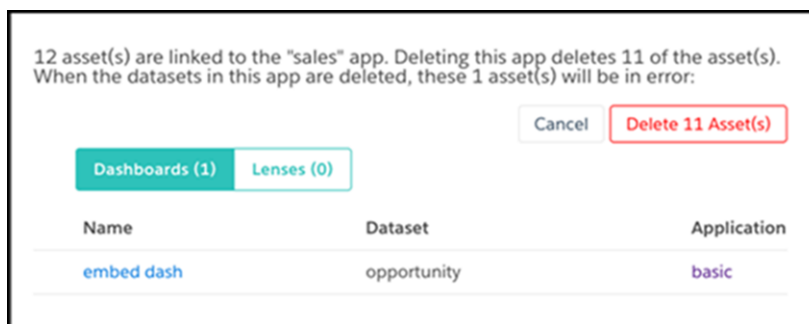 12 asset(s) are linked to the "sales" app. Deleting this app deletes 11 of the asset(s).
When the datasets in this app are deleted, these 1 asset(s) will be in error:
Cancel Delete 11 Asset(s)
Dashboards (1) Lenses (0)
Name Dataset Application
embed dash opportunity basic